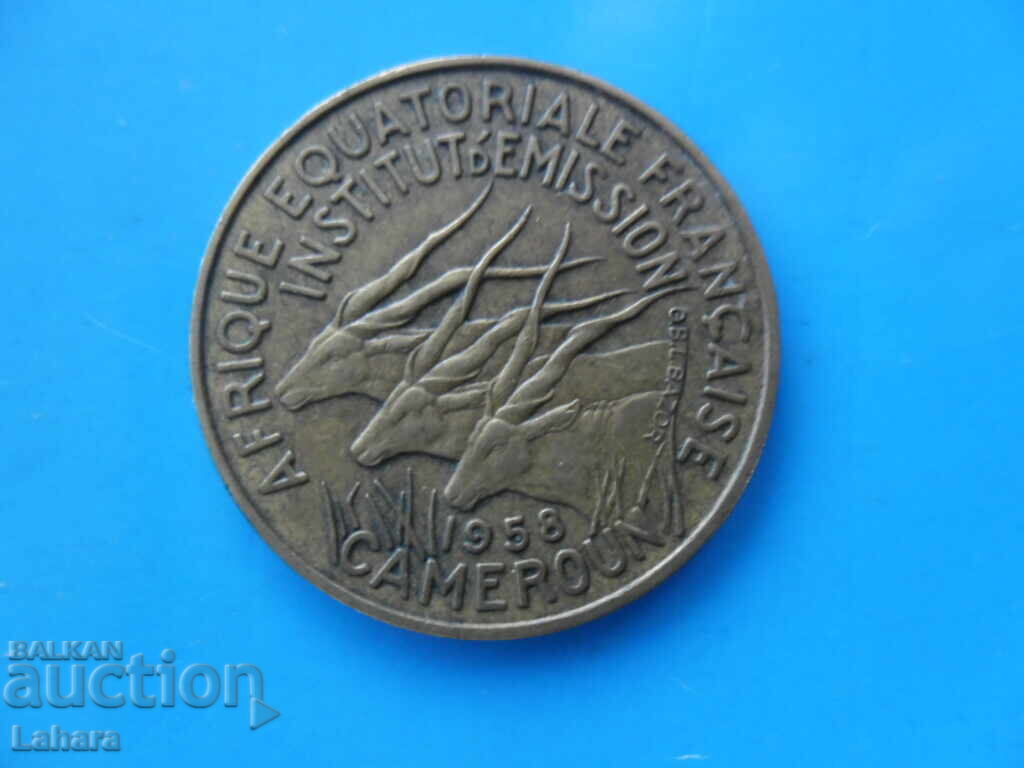 AFRIQUE EQUATORIALE FRANÇAISE
INSTITUT D'EMISSION
G.B.L.BAZOR
1958
CAMEROUN
BALKAN
auction
Lahara